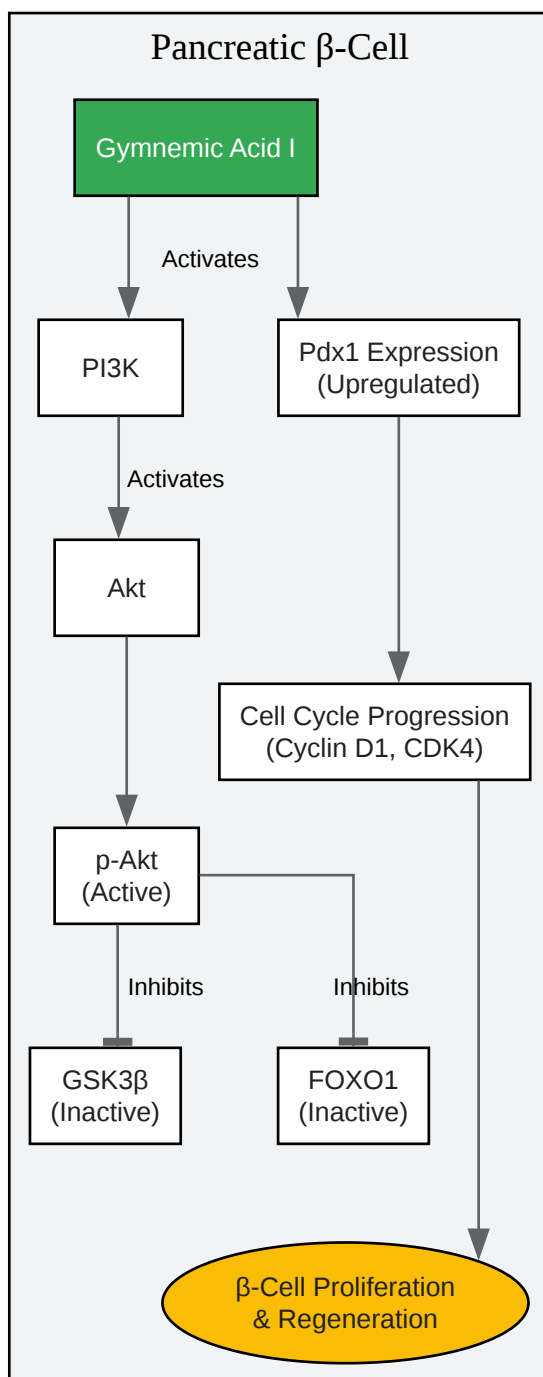 Pancreatic β-Cell
Gymnemic Acid I
Activates
PI3K
Pdx1 Expression
(Upregulated)
Activates
Akt
Cell Cycle Progression
(Cyclin D1, CDK4)
p-Akt
(Active)
Inhibits
Inhibits
GSK3β
(Inactive)
FOXO1
(Inactive)
β-Cell Proliferation
& Regeneration